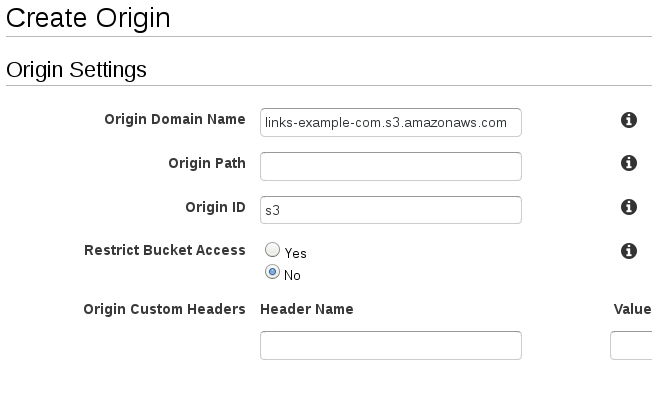 Create Origin
Origin Settings
Origin Domain Name links-example-com.s3.amazonaws.com
Origin Path
Origin ID s3
Restrict Bucket Access Yes
No
Origin Custom Headers Header Name Value